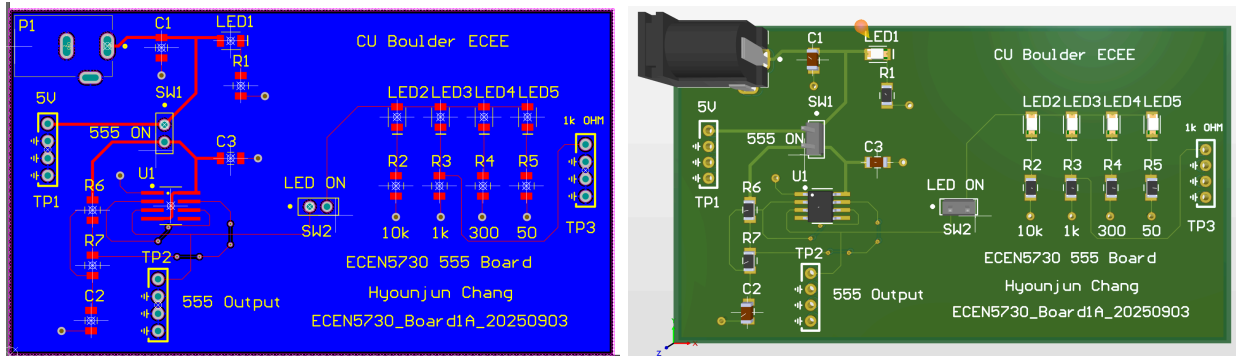 P1
C1
LED1
CU Boulder ECEE
R1
5V
SW1
LED2 LED3 LED4 LED5
555 ON
1k OHM
C3
R2 R3 R4 R5
U1
TP1
R6
LED ON
SW2
TP3
10k 1k 300 50
R7
TP2
ECEN5730 555 Board
C2
555 Output
Hyounjun Chang
ECEN5730_Board1A_20250903
C1
LED1
CU Boulder ECEE
R1
5V
SW1
LED2 LED3 LED4 LED5
555 ON
1k OHM
C3
R2 R3 R4 R5
U1
TP1
R6
LED ON
SW2
TP3
10k 1k 300 50
R7
TP2
ECEN5730 555 Board
C2
555 Output
Hyounjun Chang
ECEN5730_Board1A_20250903
z
x